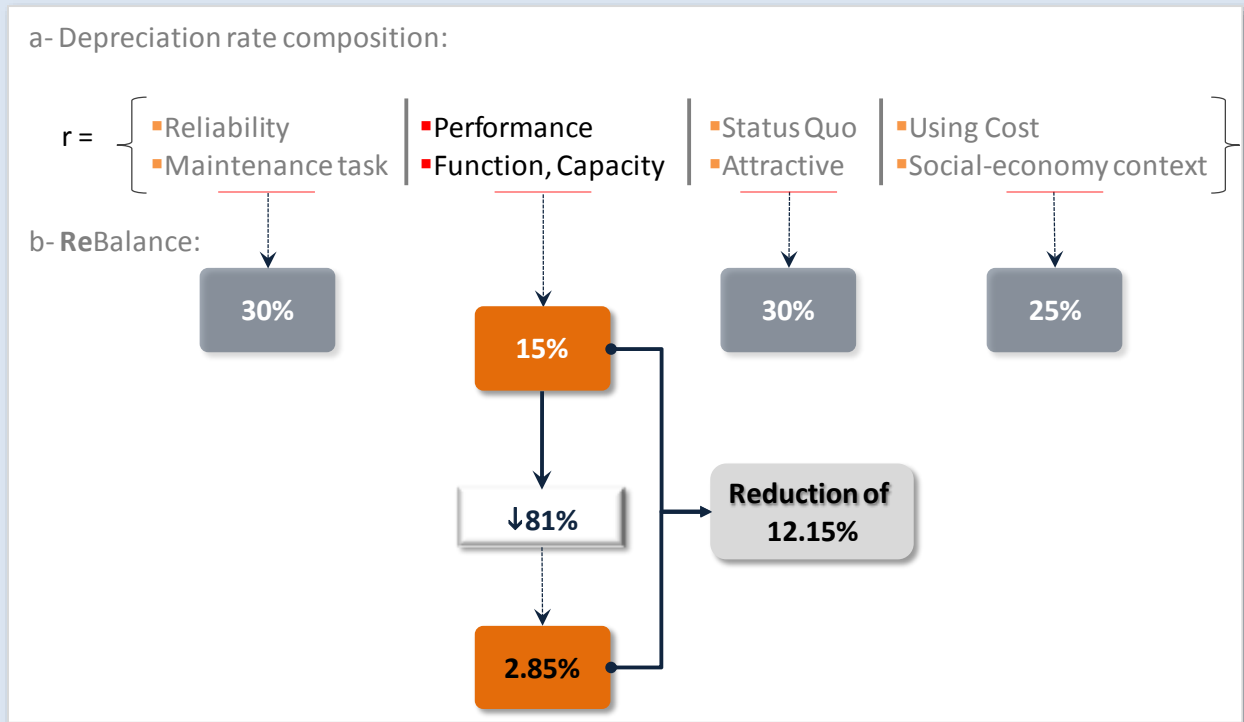 a- Depreciation rate composition:
r =
▪Reliability
▪Maintenance task
▪Performance
▪Function, Capacity
▪Status Quo
▪Attractive
▪Using Cost
▪Social-economy context
b- ReBalance:
30%
15%
30%
25%
↓81%
Reduction of
12.15%
2.85%